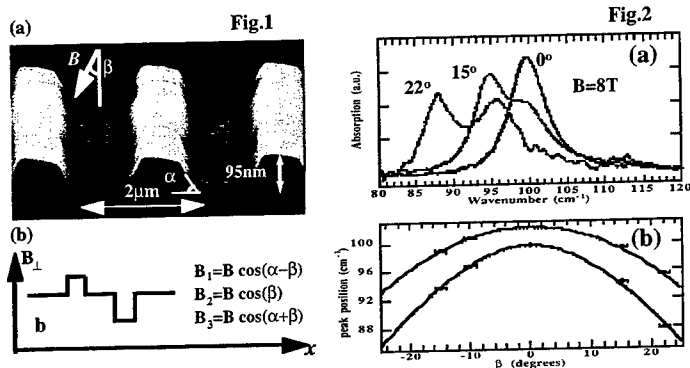 Fig.1
(a)
B
β
α
95nm
2μm
(b)
B⊥
b
x
B₁=B cos(α−β)
B₂=B cos(β)
B₃=B cos(α+β)
Fig.2
(a)
22°
15°
0°
B=8T
Absorption (a.u.)
80 85 90 95 100 105 110 115 120
Wavenumber (cm⁻¹)
(b)
peak position (cm⁻¹)
100
96
92
88
-20 -10 0 10 20
β (degrees)